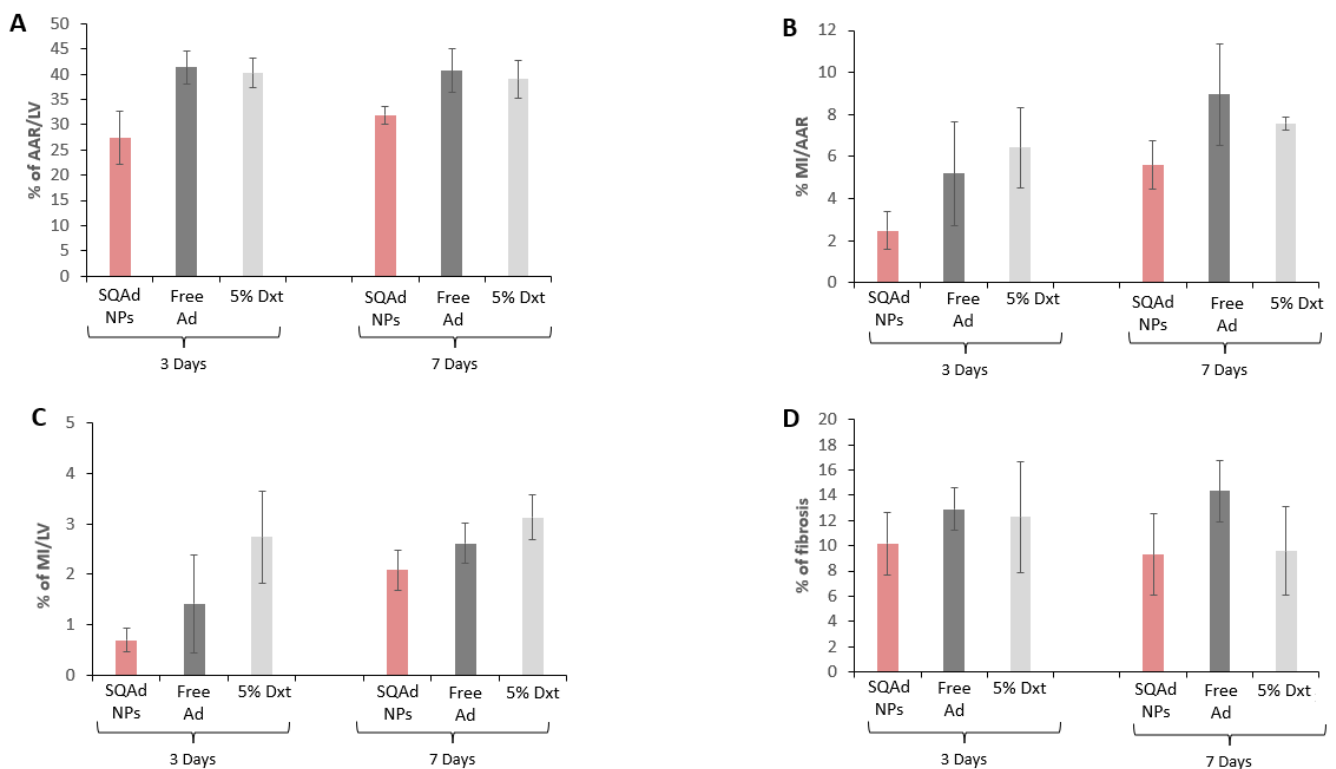 A
% of AAR/LV
50
45
40
35
30
25
20
15
10
5
0
SQAd
NPs
Free
Ad
5% Dxt
SQAd
NPs
Free
Ad
5% Dxt
3 Days
7 Days
B
% MI/AAR
12
10
8
6
4
2
0
SQAd
NPs
Free
Ad
5% Dxt
SQAd
NPs
Free
Ad
5% Dxt
3 Days
7 Days
C
% of MI/LV
5
4
3
2
1
0
SQAd
NPs
Free
Ad
5% Dxt
SQAd
NPs
Free
Ad
5% Dxt
3 Days
7 Days
D
% of fibrosis
20
18
16
14
12
10
8
6
4
2
0
SQAd
NPs
Free
Ad
5% Dxt
SQAd
NPs
Free
Ad
5% Dxt
3 Days
7 Days